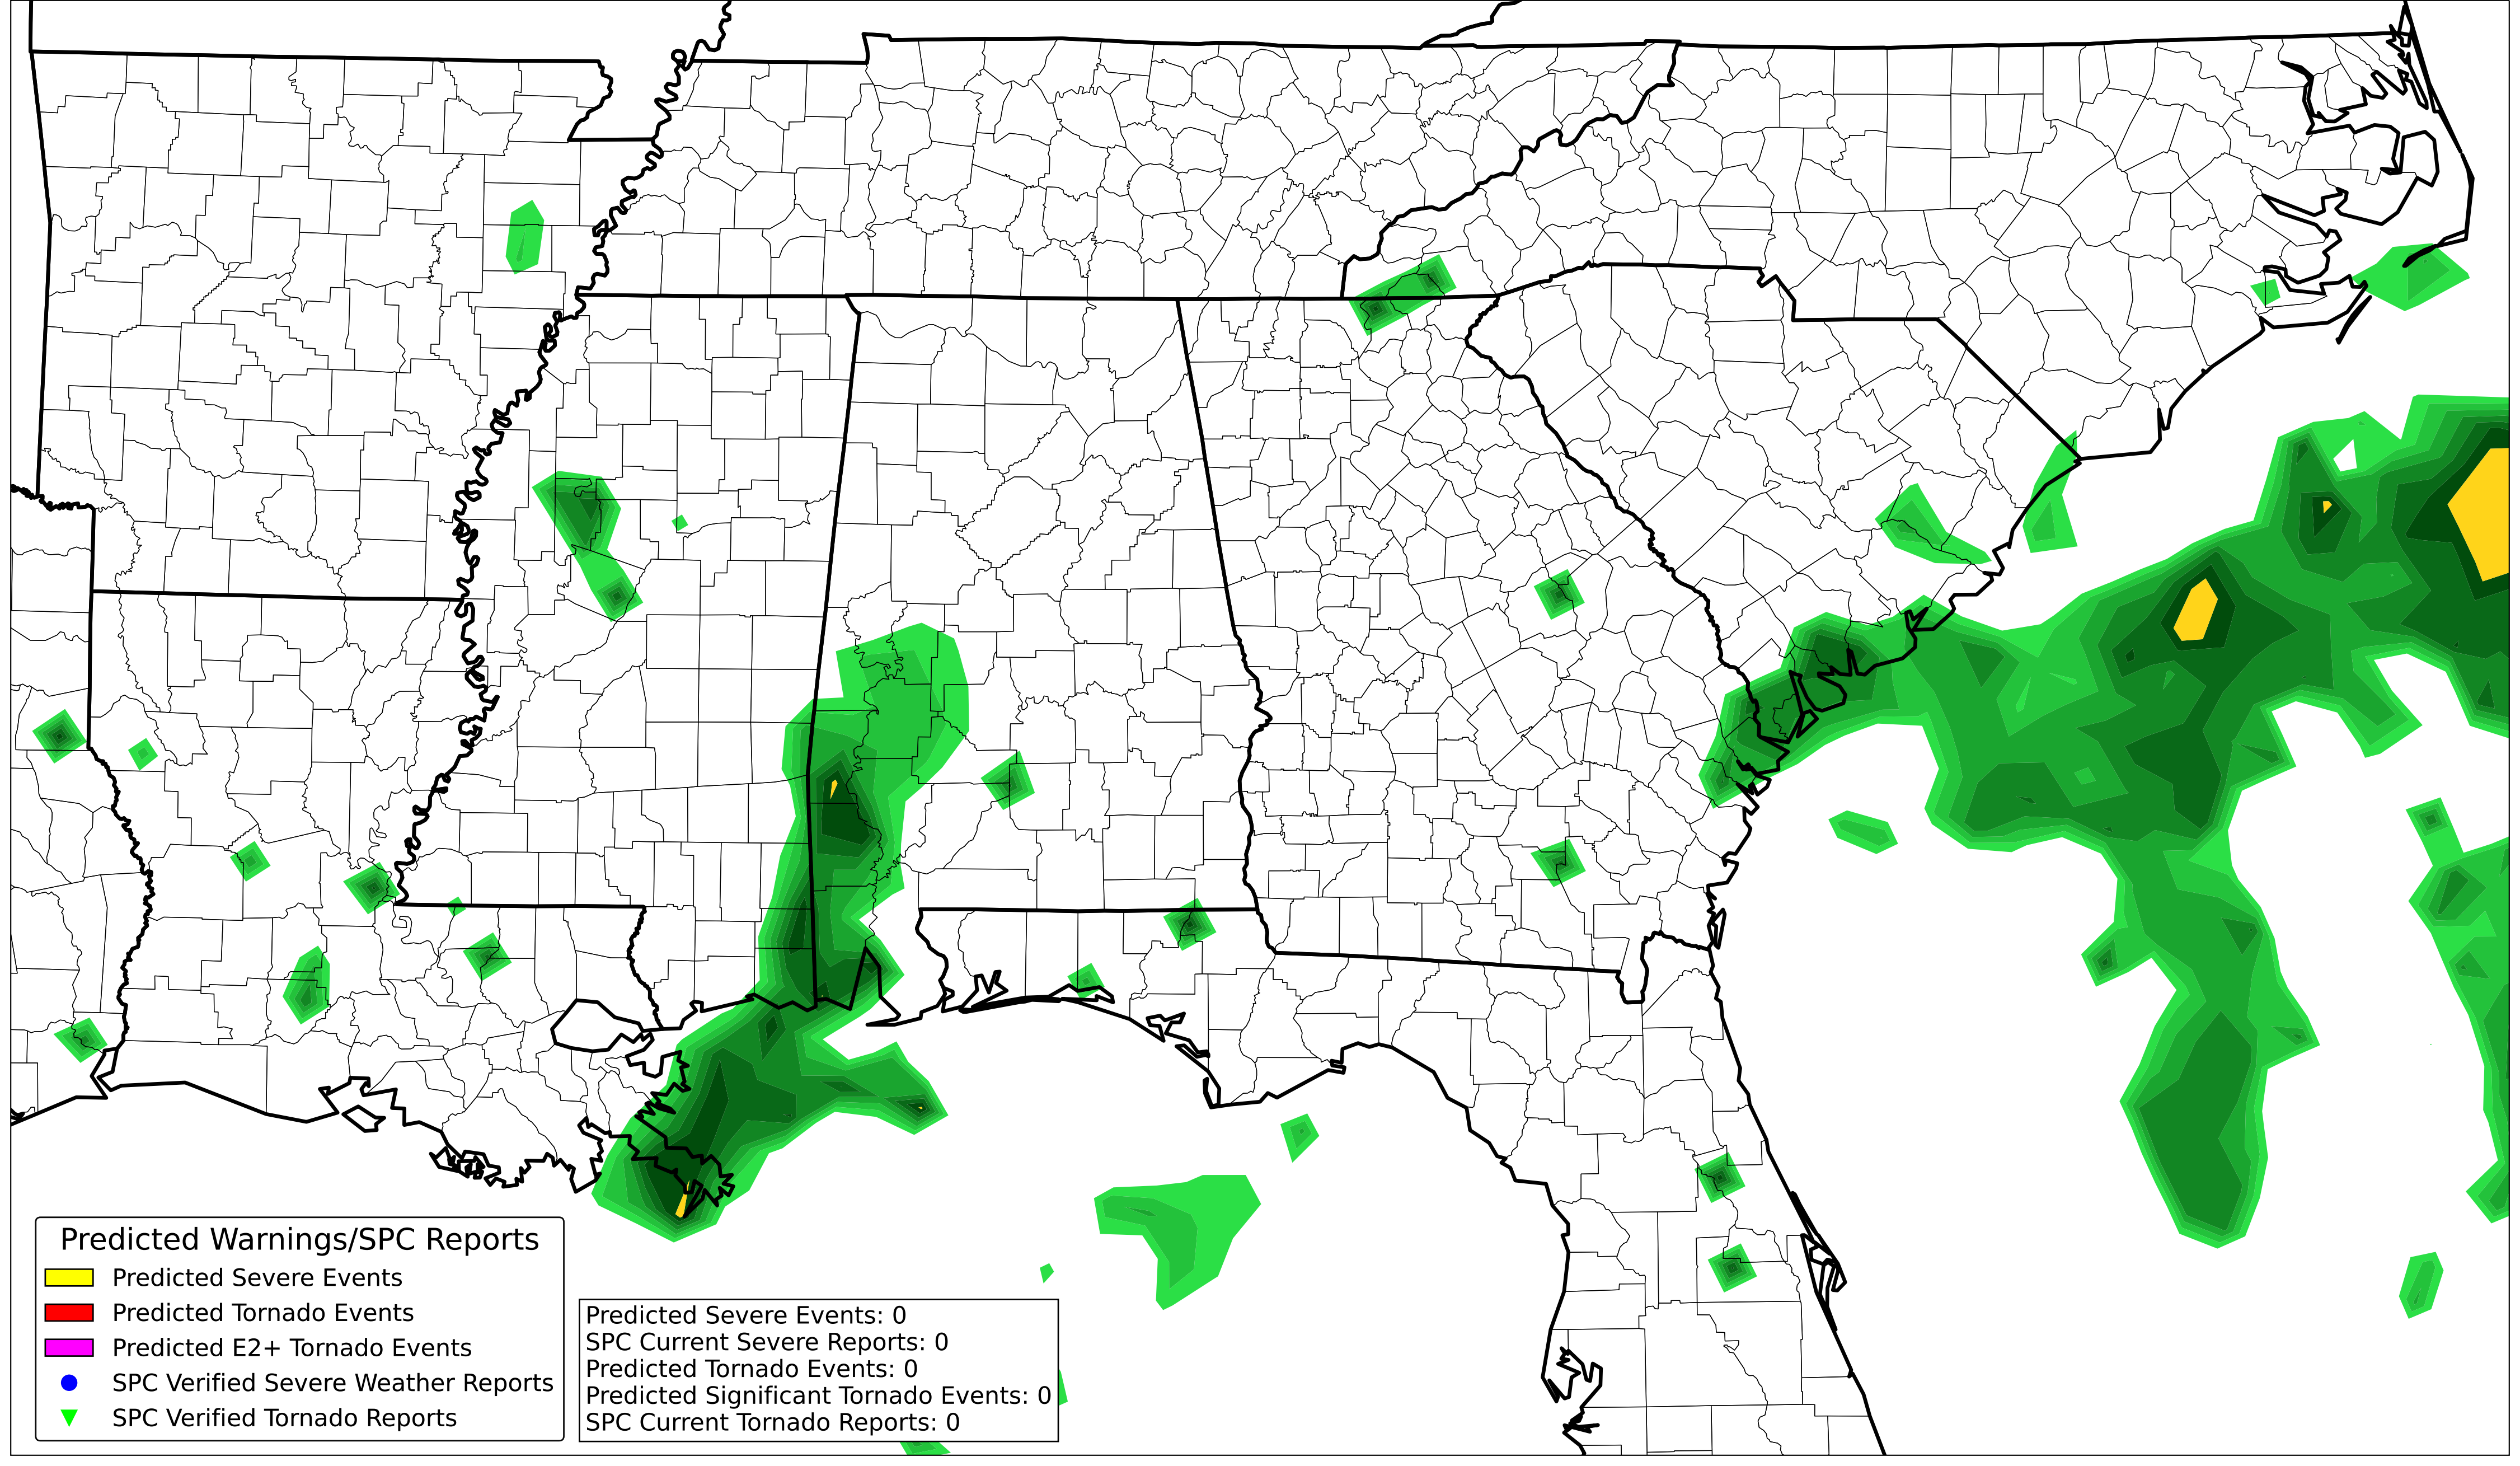 Predicted Warnings/SPC Reports
Predicted Severe Events
Predicted Tornado Events
Predicted E2+ Tornado Events
SPC Verified Severe Weather Reports
SPC Verified Tornado Reports
Predicted Severe Events: 0
SPC Current Severe Reports: 0
Predicted Tornado Events: 0
Predicted Significant Tornado Events: 0
SPC Current Tornado Reports: 0